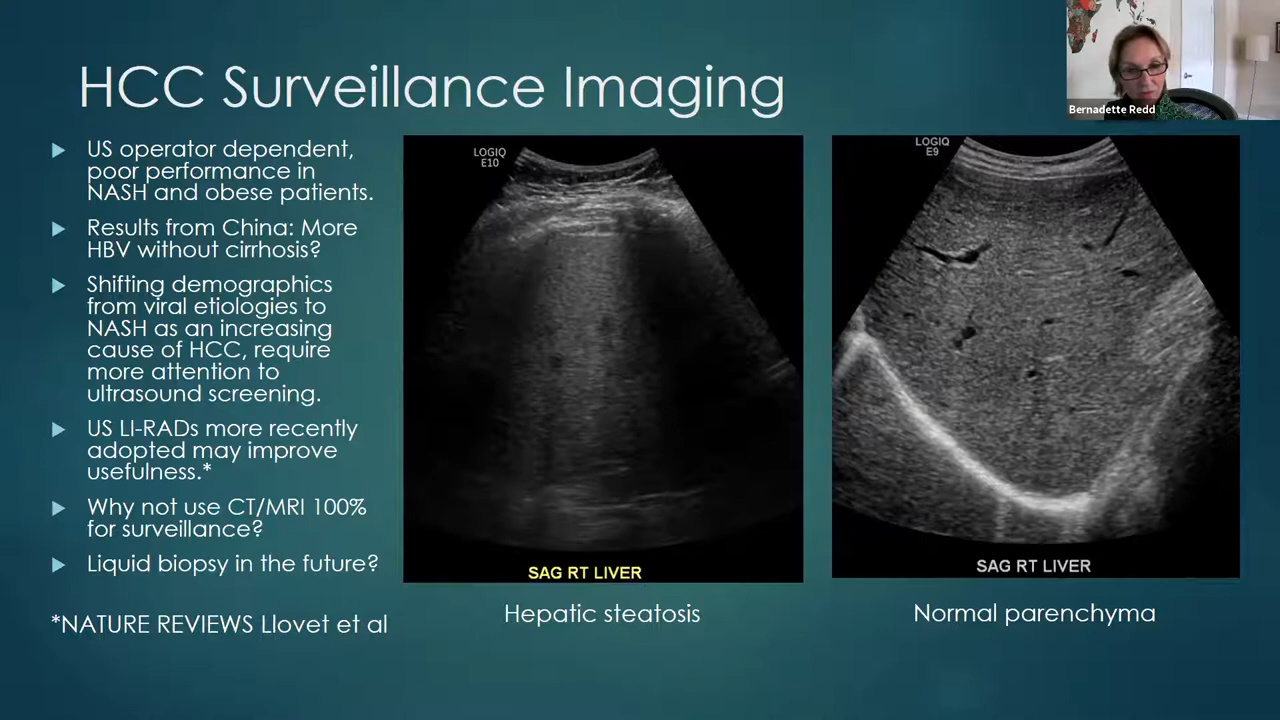 HCC Surveillance Imaging
Bernadette Redd
US operator dependent,
poor performance in
NASH and obese patients.
Results from China: More
HBV without cirrhosis?
Shifting demographics
from viral etiologies to
NASH as an increasing
cause of HCC, require
more attention to
ultrasound screening.
US LI-RADs more recently
adopted may improve
usefulness.*
Why not use CT/MRI 100%
for surveillance?
Liquid biopsy in the future?
*NATURE REVIEWS Llovet et al
LOGIQ
E10
SAG RT LIVER
Hepatic steatosis
LOGIQ
E9
SAG RT LIVER
Normal parenchyma